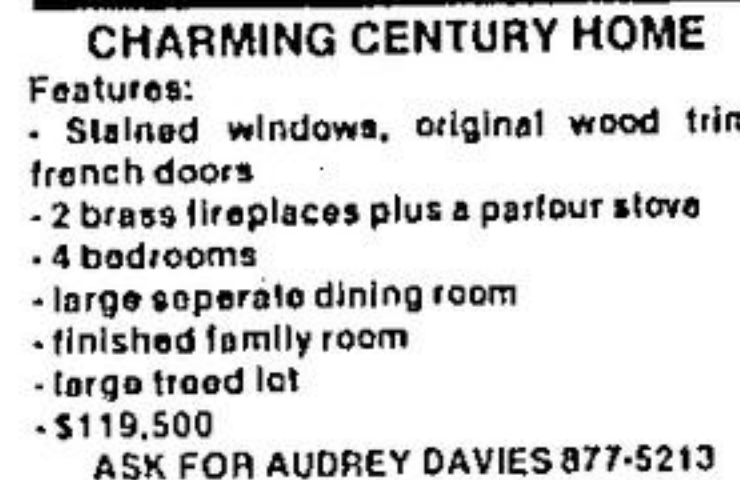 CHARMING CENTURY HOME
Features:
- Stained windows, original wood trim
french doors
- 2 brass fireplaces plus a parlour stove
- 4 bedrooms
- large seperate dining room
- finished family room
- large treed lot
- $119,500
ASK FOR AUDREY DAVIES 877-5213